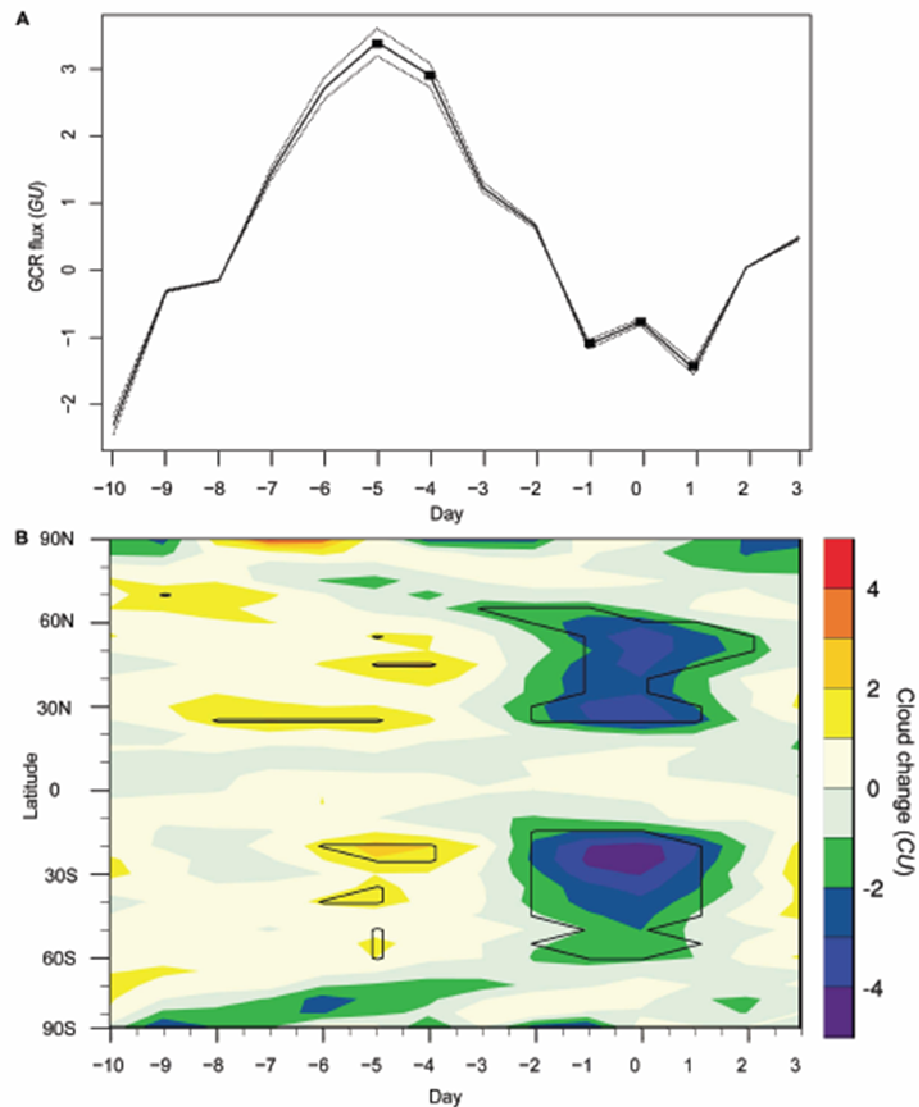 A
GCR flux (GU)
3
2
1
0
−1
−2
−10 −9 −8 −7 −6 −5 −4 −3 −2 −1 0 1 2 3
Day
B
Latitude
90N
60N
30N
0
30S
60S
90S
−10 −9 −8 −7 −6 −5 −4 −3 −2 −1 0 1 2 3
Day
4
2
0
-2
-4
Cloud change (CU)